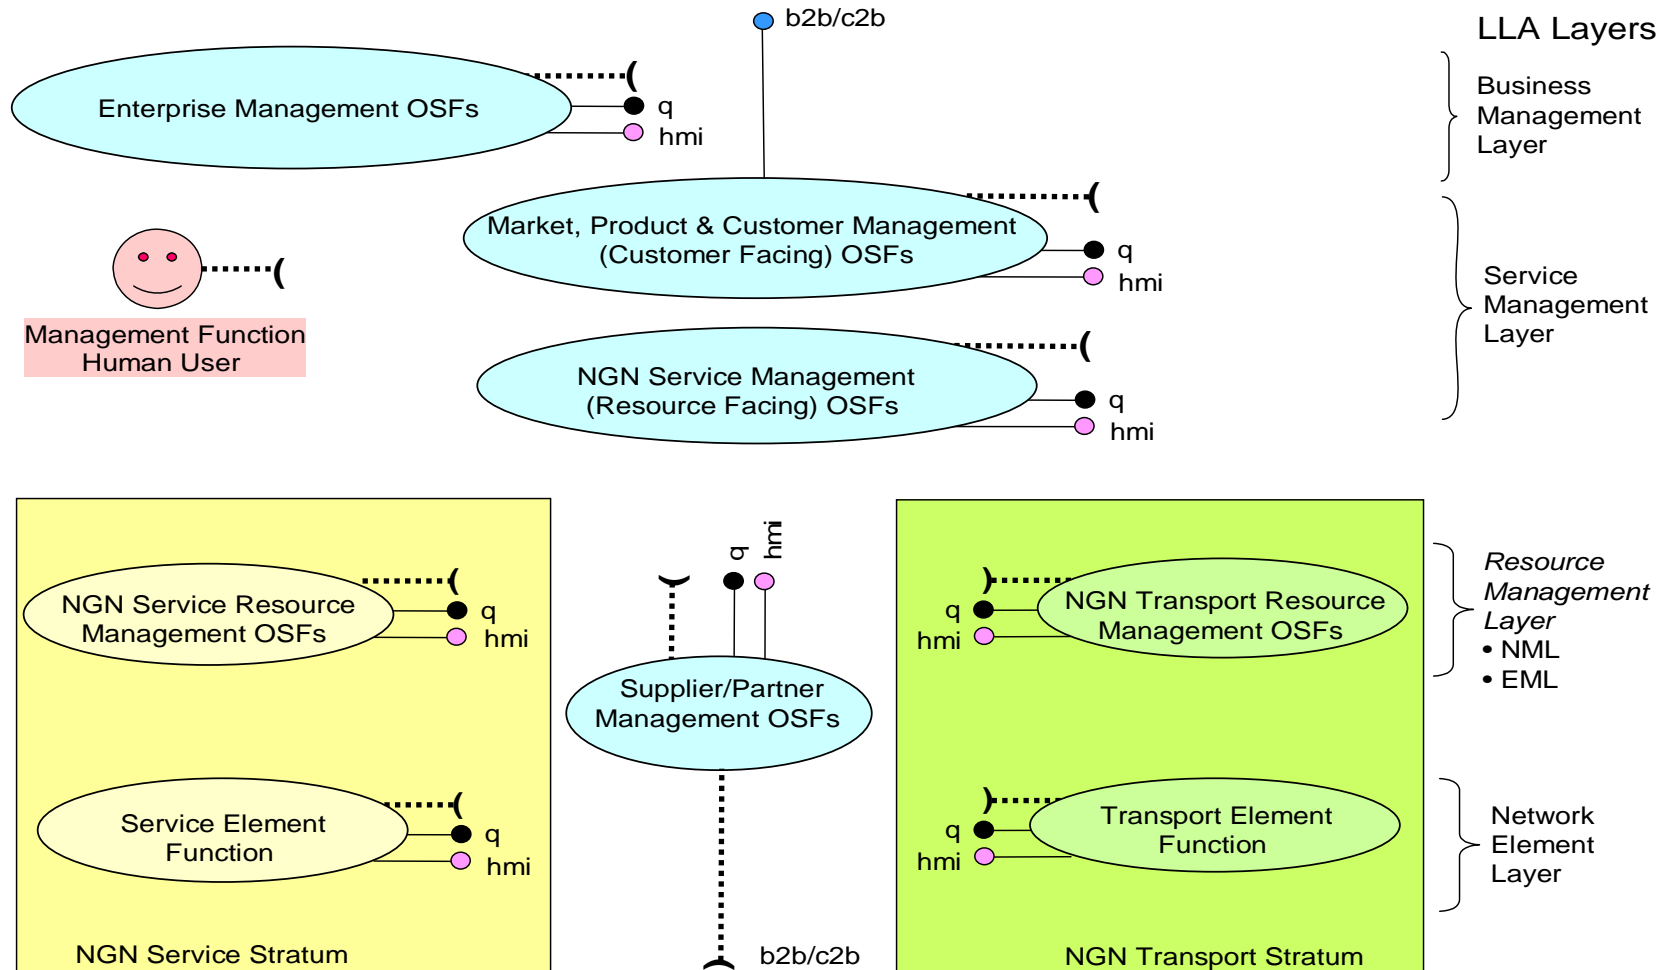 b2b/c2b
LLA Layers
Enterprise Management OSFs
q
hmi
Business
Management
Layer
Market, Product & Customer Management
(Customer Facing) OSFs
q
hmi
Management Function
Human User
Service
Management
Layer
NGN Service Management
(Resource Facing) OSFs
q
hmi
NGN Service Resource
Management OSFs
q
hmi
q
hmi
NGN Transport Resource
Management OSFs
q
hmi
Resource
Management
Layer
• NML
• EML
Supplier/Partner
Management OSFs
Service Element
Function
q
hmi
Transport Element
Function
q
hmi
Network
Element
Layer
NGN Service Stratum
b2b/c2b
NGN Transport Stratum